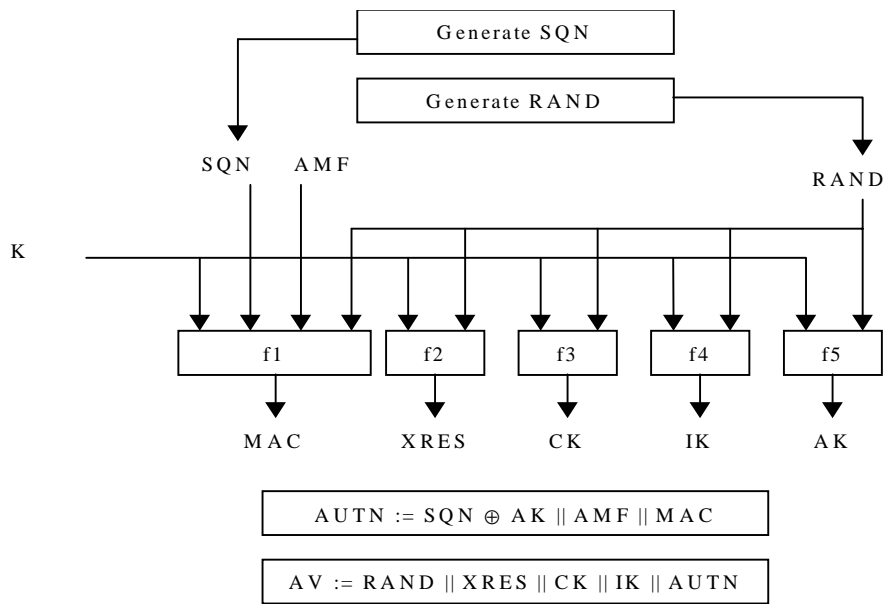 Generate SQN
Generate RAND
SQN AMF
RAND
K
f1 f2 f3 f4 f5
MAC XRES CK IK AK
AUTN := SQN ⊕ AK || AMF || MAC
AV := RAND || XRES || CK || IK || AUTN